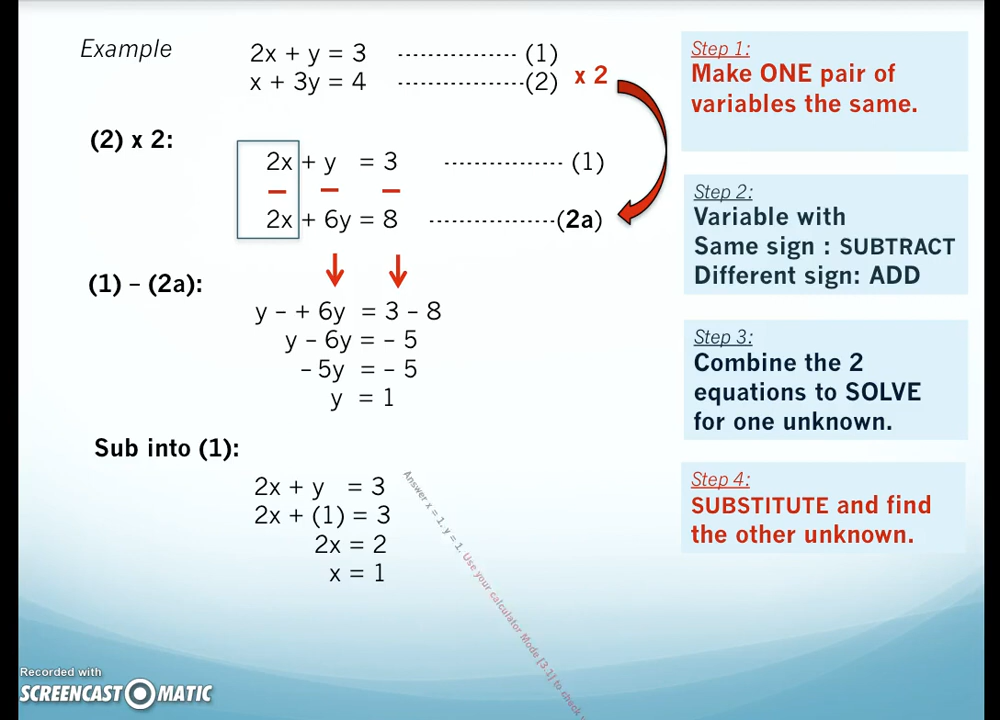 Example
2x + y = 3 ----------------- (1)
x + 3y = 4 ------------------(2)
x 2
(2) x 2:
2x + y = 3 ---------------- (1)
– – –
2x + 6y = 8 -----------------(2a)
(1) – (2a):
y – + 6y = 3 – 8
y – 6y = – 5
– 5y = – 5
y = 1
Sub into (1):
2x + y = 3
2x + (1) = 3
2x = 2
x = 1
Answer x = 1, y = 1. Use your calculator Mode [3.1] to check
Step 1:
Make ONE pair of
variables the same.
Step 2:
Variable with
Same sign : SUBTRACT
Different sign: ADD
Step 3:
Combine the 2
equations to SOLVE
for one unknown.
Step 4:
SUBSTITUTE and find
the other unknown.
Recorded with
SCREENCAST MATIC